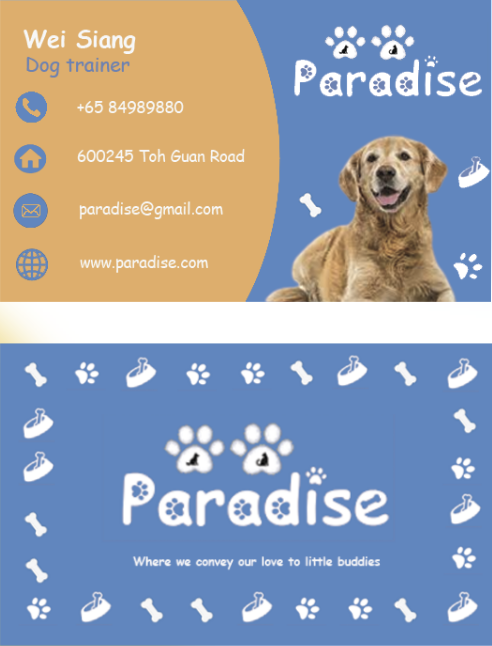 Wei Siang
Dog trainer
Paradise
+65 84989880
600245 Toh Guan Road
paradise@gmail.com
www.paradise.com
Paradise
Where we convey our love to little buddies